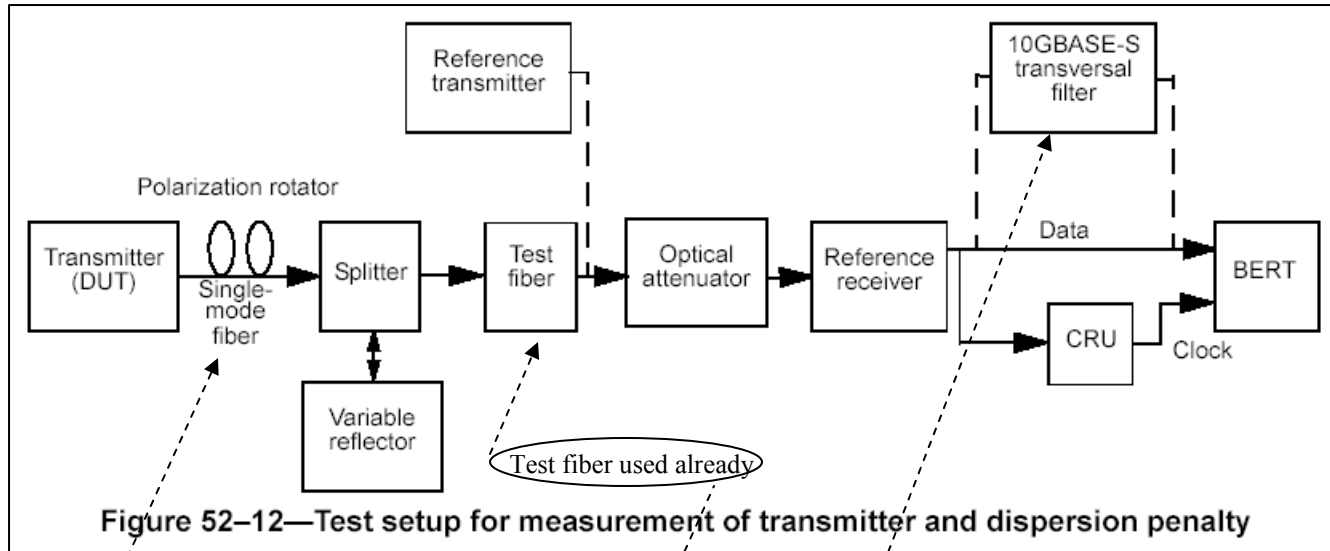 Reference
transmitter
10GBASE-S
transversal
filter
Polarization rotator
Transmitter
(DUT)
Single-
mode
fiber
Splitter
Test
fiber
Optical
attenuator
Reference
receiver
Data
BERT
CRU
Clock
Variable
reflector
Test fiber used already
Figure 52–12—Test setup for measurement of transmitter and dispersion penalty